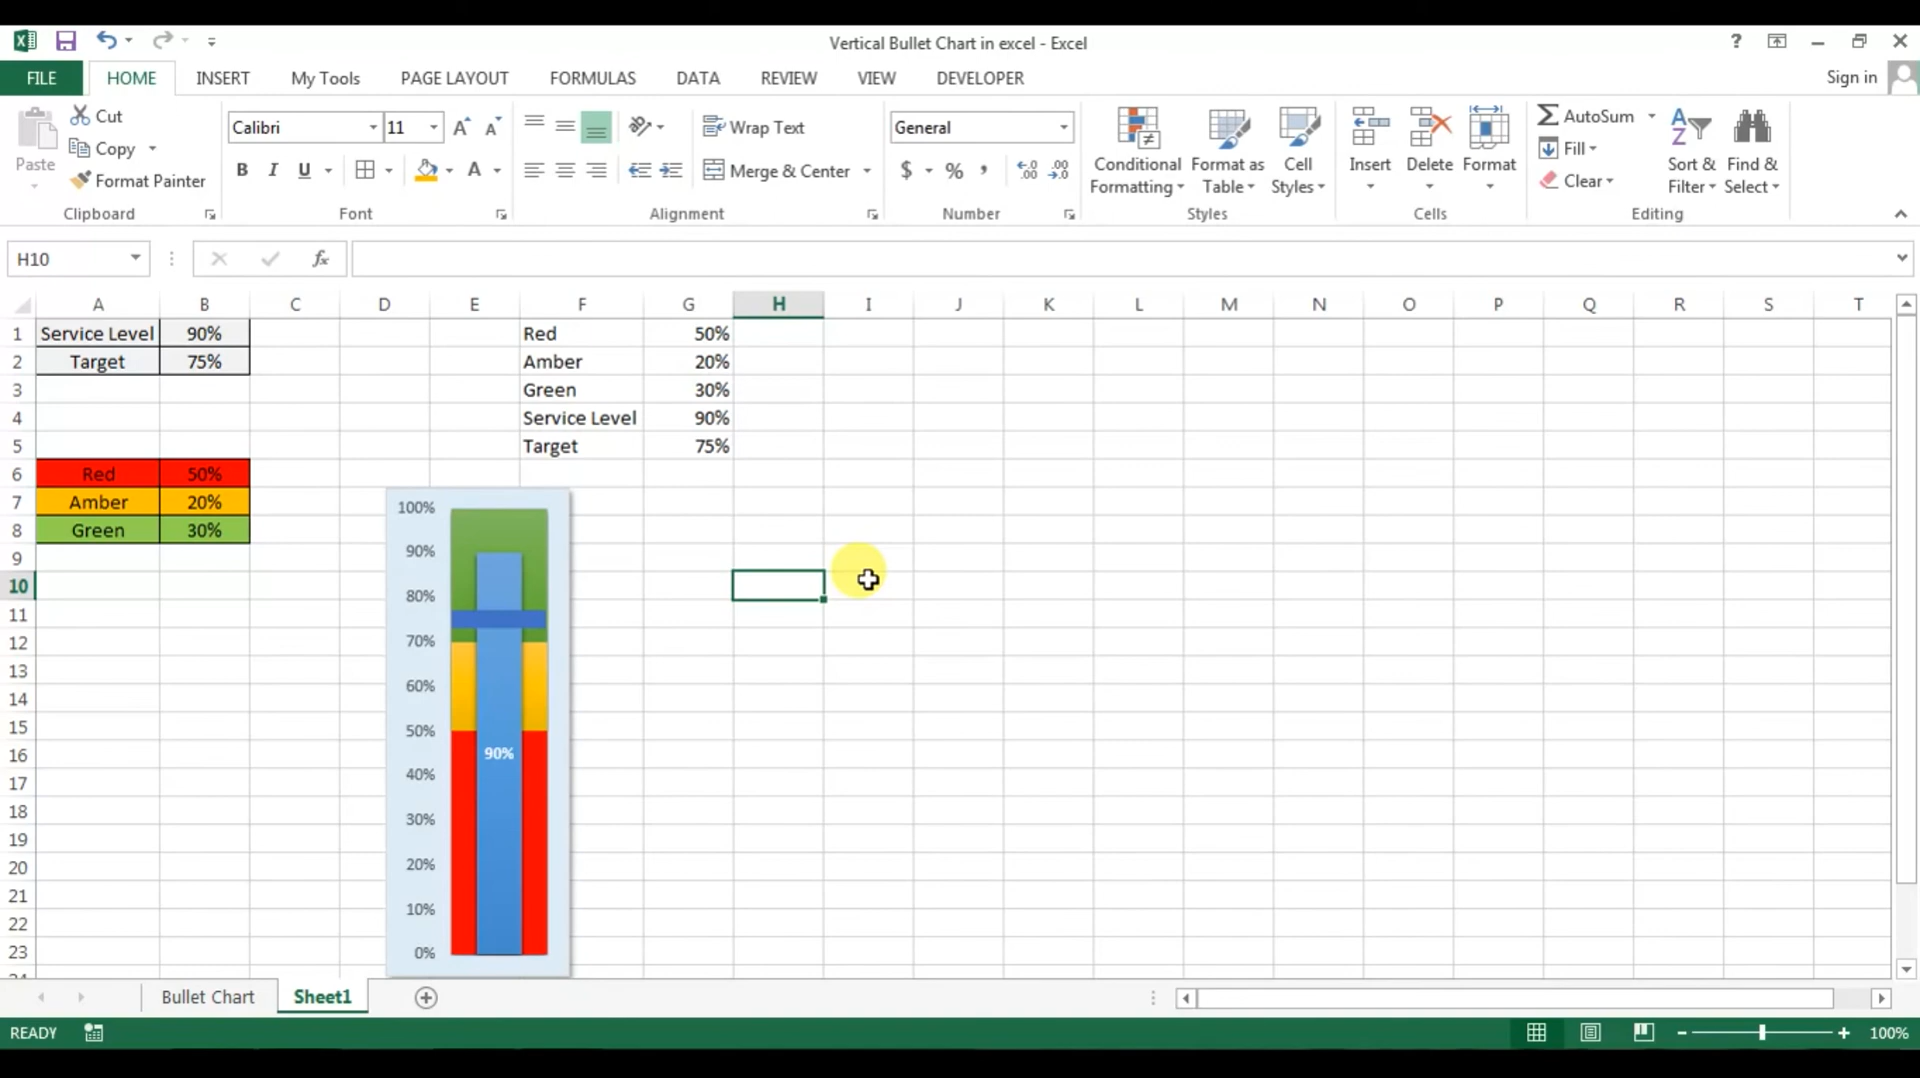 Vertical Bullet Chart in excel - Excel
?
FILE HOME INSERT My Tools PAGE LAYOUT FORMULAS DATA REVIEW VIEW DEVELOPER Sign in
Paste
Cut
Copy
Format Painter
Clipboard
Calibri 11
B I U
Font
Wrap Text
Merge & Center
Alignment
General
$ % ,
Number
Conditional Formatting
Format as Table
Cell Styles
Styles
Insert Delete Format
Cells
AutoSum
Fill
Clear
Sort & Filter
Find & Select
Editing
H10 fx
A B C D E F G H I J K L M N O P Q R S T
1 Service Level 90% Red 50%
2 Target 75% Amber 20%
3 Green 30%
4 Service Level 90%
5 Target 75%
6 Red 50%
7 Amber 20%
8 Green 30%
9
10
11
12
13
14
15
16
17
18
19
20
21
22
23
100%
90%
80%
70%
60%
50%
90%
40%
30%
20%
10%
0%
Bullet Chart Sheet1
READY 100%